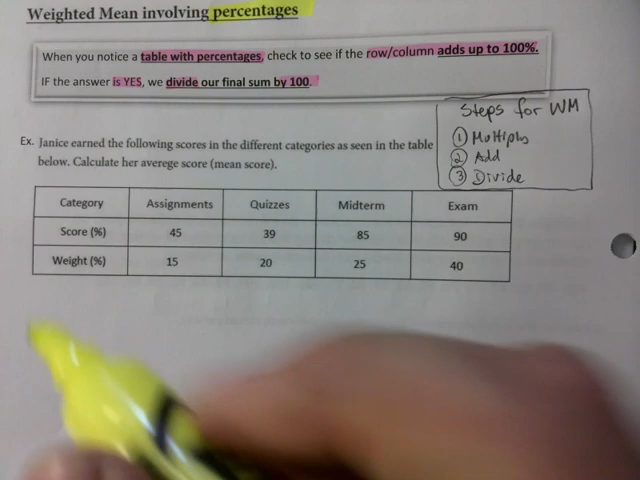 Weighted Mean involving percentages
When you notice a table with percentages, check to see if the row/column adds up to 100%.
IF the answer is YES, we divide our final sum by 100.
Steps for WM
① Multiply
② Add
③ Divide
Ex. Janice earned the following scores in the different categories as seen in the table
below. Calculate her averege score (mean score).
Category Assignments Quizzes Midterm Exam
Score (%) 45 39 85 90
Weight (%) 15 20 25 40